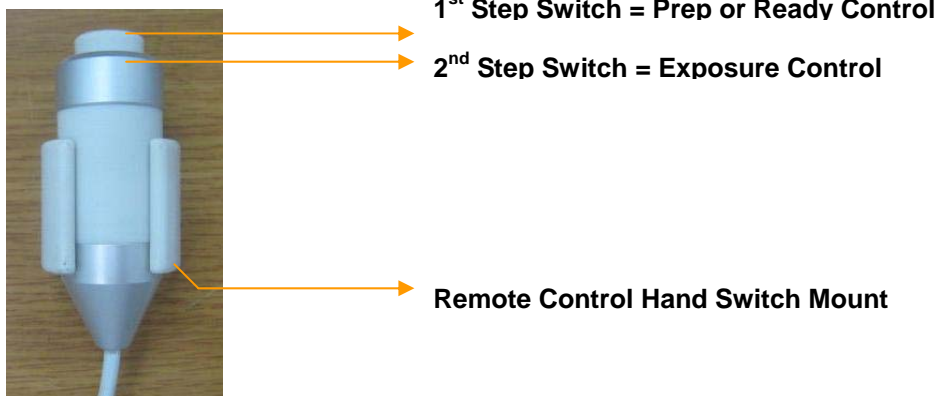 1st Step Switch = Prep or Ready Control
2nd Step Switch = Exposure Control
Remote Control Hand Switch Mount